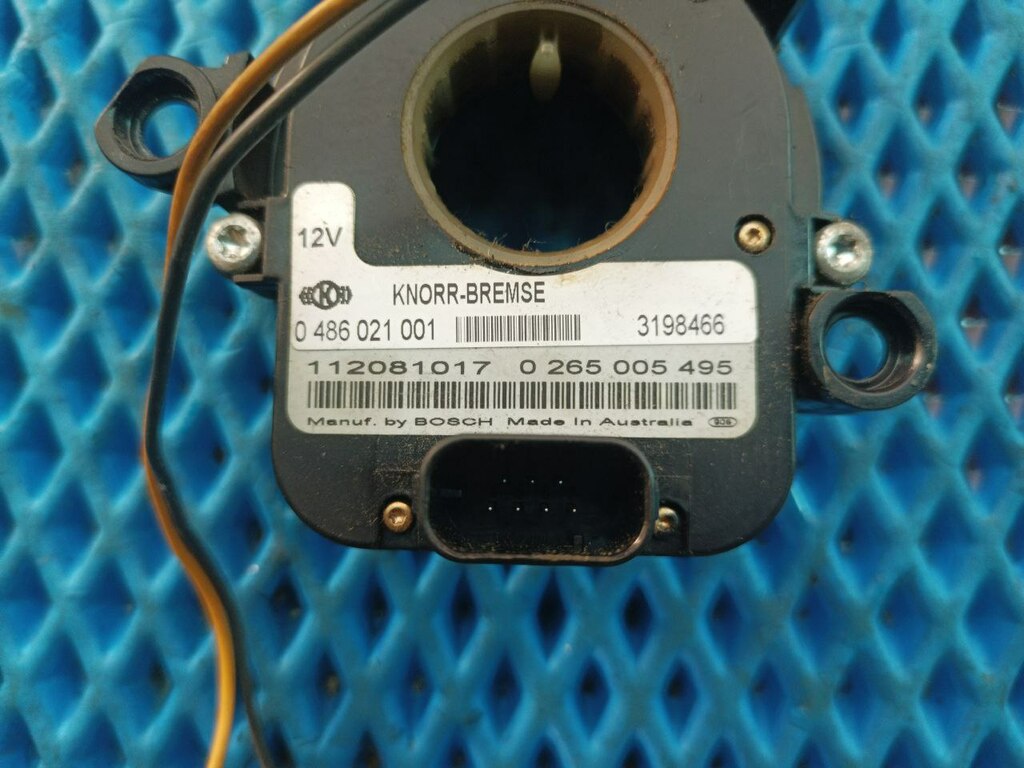 12V
K KNORR-BREMSE
0 486 021 001 3198466
112081017 0 265 005 495
Manuf. by BOSCH Made In Australia